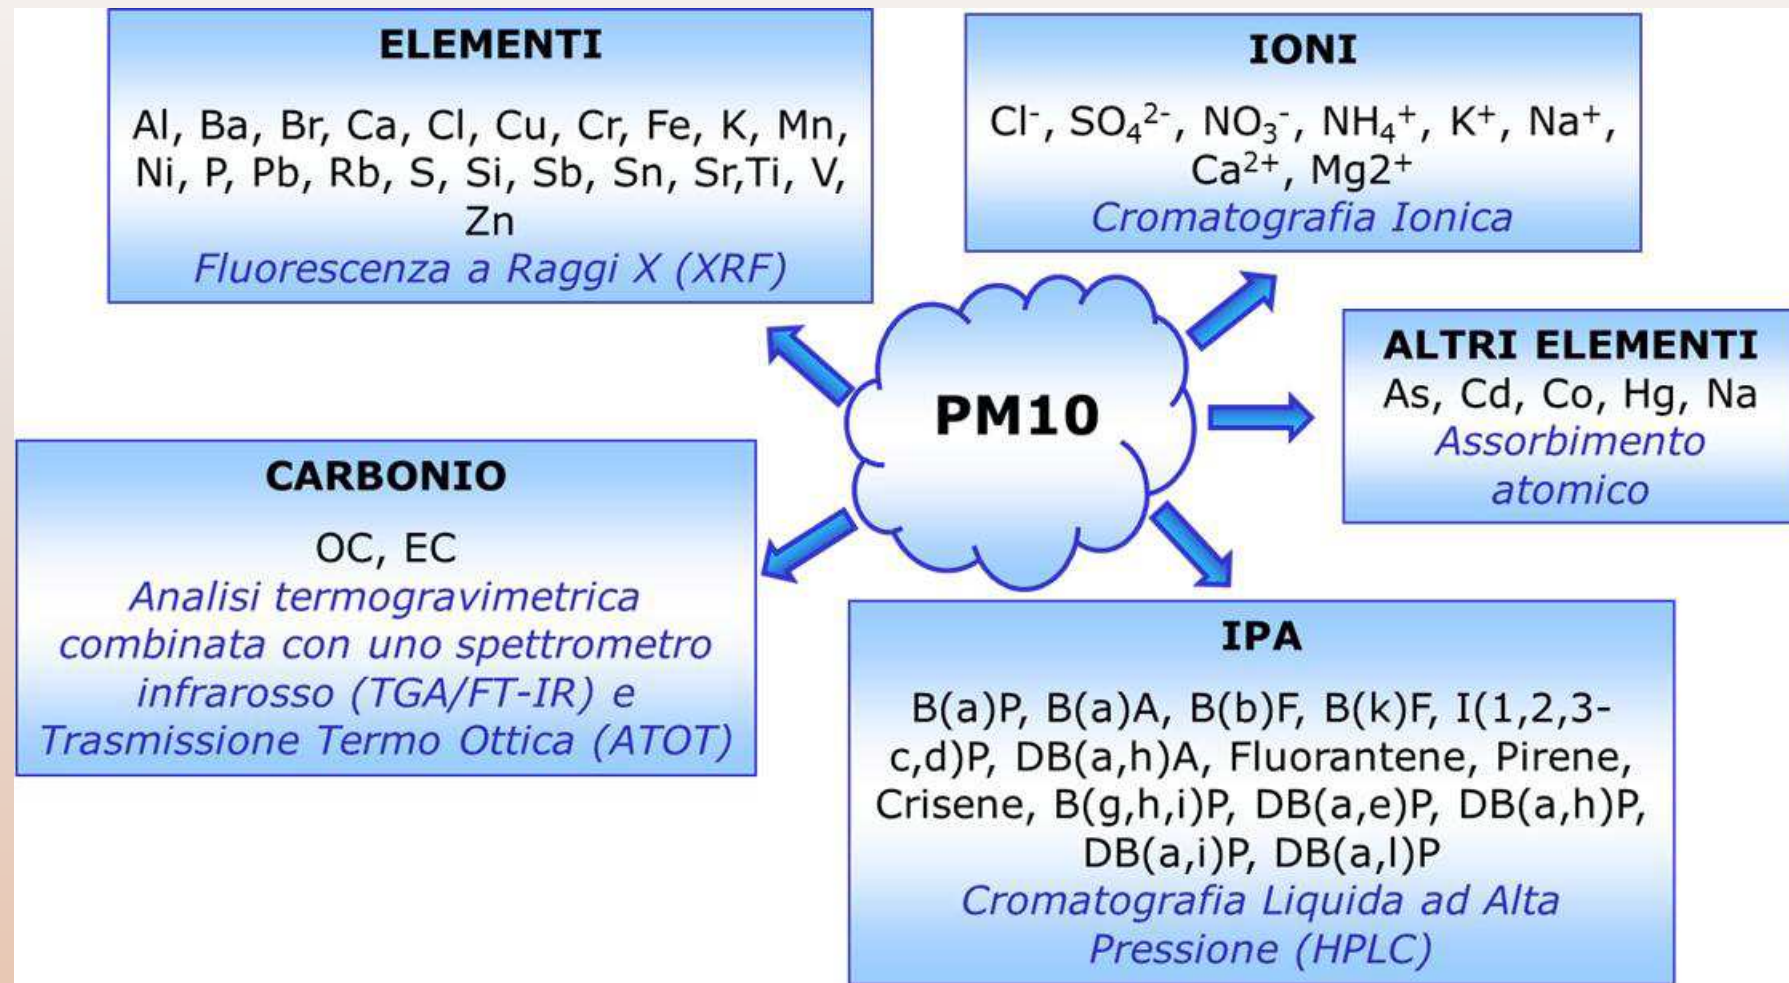 ELEMENTI
Al, Ba, Br, Ca, Cl, Cu, Cr, Fe, K, Mn,
Ni, P, Pb, Rb, S, Si, Sb, Sn, Sr,Ti, V,
Zn
Fluorescenza a Raggi X (XRF)
IONI
Cl⁻, SO₄²⁻, NO₃⁻, NH₄⁺, K⁺, Na⁺,
Ca²⁺, Mg2⁺
Cromatografia Ionica
PM10
ALTRI ELEMENTI
As, Cd, Co, Hg, Na
Assorbimento
atomico
CARBONIO
OC, EC
Analisi termogravimetrica
combinata con uno spettrometro
infrarosso (TGA/FT-IR) e
Trasmissione Termo Ottica (ATOT)
IPA
B(a)P, B(a)A, B(b)F, B(k)F, I(1,2,3-
c,d)P, DB(a,h)A, Fluorantene, Pirene,
Crisene, B(g,h,i)P, DB(a,e)P, DB(a,h)P,
DB(a,i)P, DB(a,l)P
Cromatografia Liquida ad Alta
Pressione (HPLC)